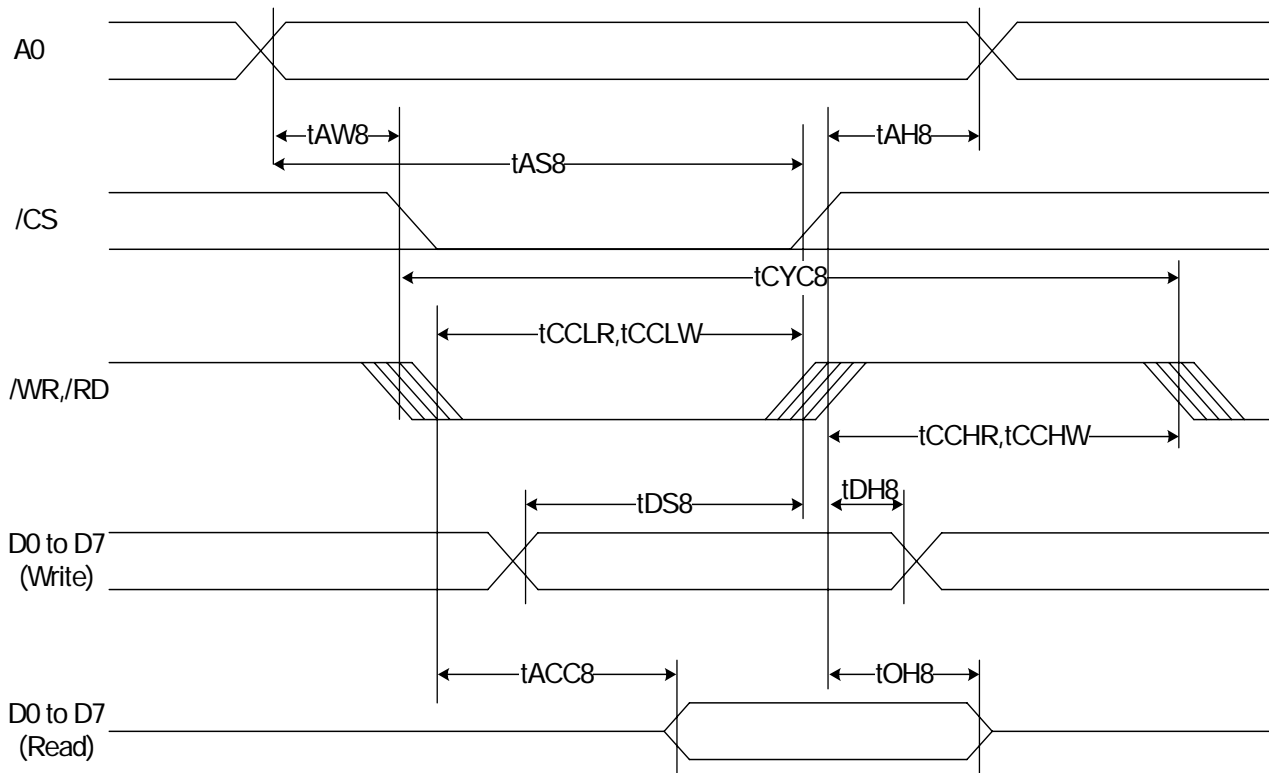 A0
tAW8
tAH8
tAS8
/CS
tCYC8
tCCLR,tCCLW
/WR,/RD
tCCHR,tCCHW
tDS8
tDH8
D0 to D7
(Write)
tACC8
tOH8
D0 to D7
(Read)